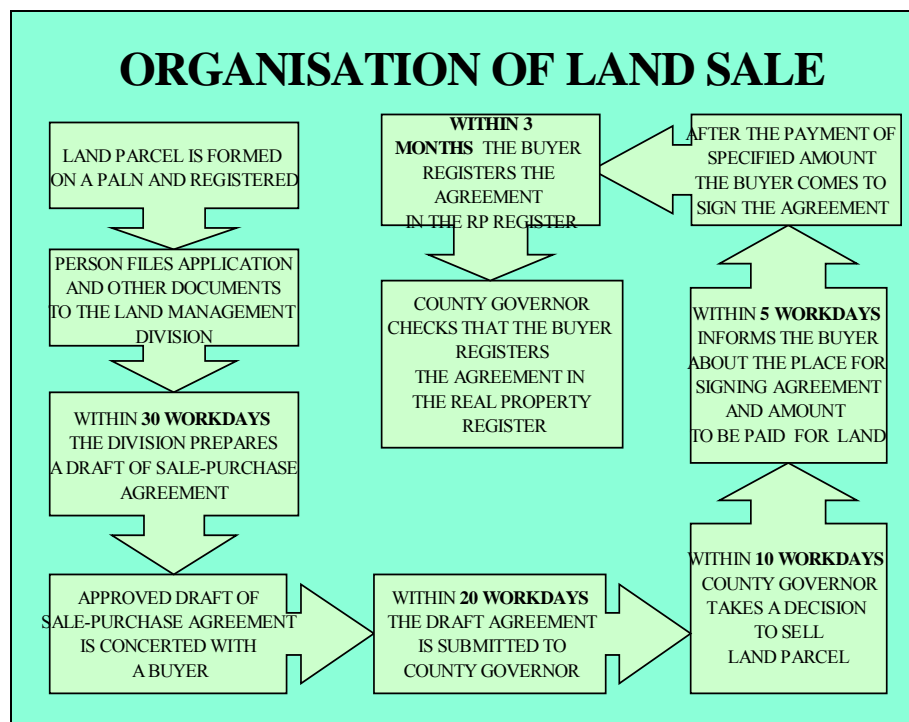 ORGANISATION OF LAND SALE
LAND PARCEL IS FORMED
ON A PALN AND REGISTERED
PERSON FILES APPLICATION
AND OTHER DOCUMENTS
TO THE LAND MANAGEMENT
DIVISION
WITHIN 30 WORKDAYS
THE DIVISION PREPARES
A DRAFT OF SALE-PURCHASE
AGREEMENT
APPROVED DRAFT OF
SALE-PURCHASE AGREEMENT
IS CONCERTED WITH
A BUYER
WITHIN 20 WORKDAYS
THE DRAFT AGREEMENT
IS SUBMITTED TO
COUNTY GOVERNOR
WITHIN 10 WORKDAYS
COUNTY GOVERNOR
TAKES A DECISION
TO SELL
LAND PARCEL
WITHIN 5 WORKDAYS
INFORMS THE BUYER
ABOUT THE PLACE FOR
SIGNING AGREEMENT
AND AMOUNT
TO BE PAID FOR LAND
AFTER THE PAYMENT OF
SPECIFIED AMOUNT
THE BUYER COMES TO
SIGN THE AGREEMENT
WITHIN 3
MONTHS THE BUYER
REGISTERS THE
AGREEMENT
IN THE RP REGISTER
COUNTY GOVERNOR
CHECKS THAT THE BUYER
REGISTERS
THE AGREEMENT IN
THE REAL PROPERTY
REGISTER